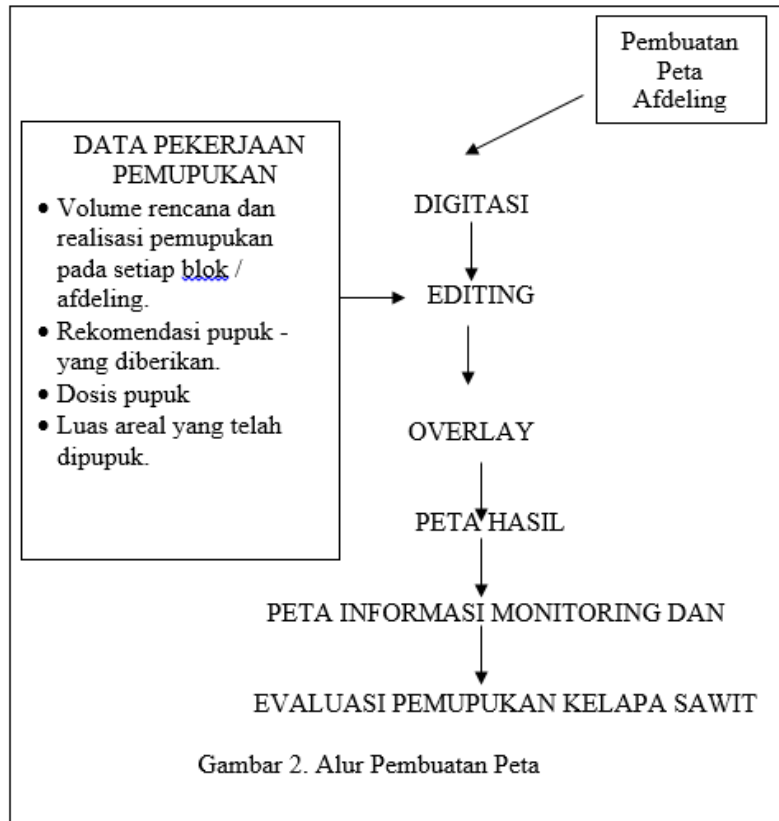 Pembuatan
Peta
Afdeling
DATA PEKERJAAN
PEMUPUKAN
• Volume rencana dan
realisasi pemupukan
pada setiap blok /
afdeling.
• Rekomendasi pupuk -
yang diberikan.
• Dosis pupuk
• Luas areal yang telah
dipupuk.
DIGITASI
EDITING
OVERLAY
PETA HASIL
PETA INFORMASI MONITORING DAN
EVALUASI PEMUPUKAN KELAPA SAWIT
Gambar 2. Alur Pembuatan Peta